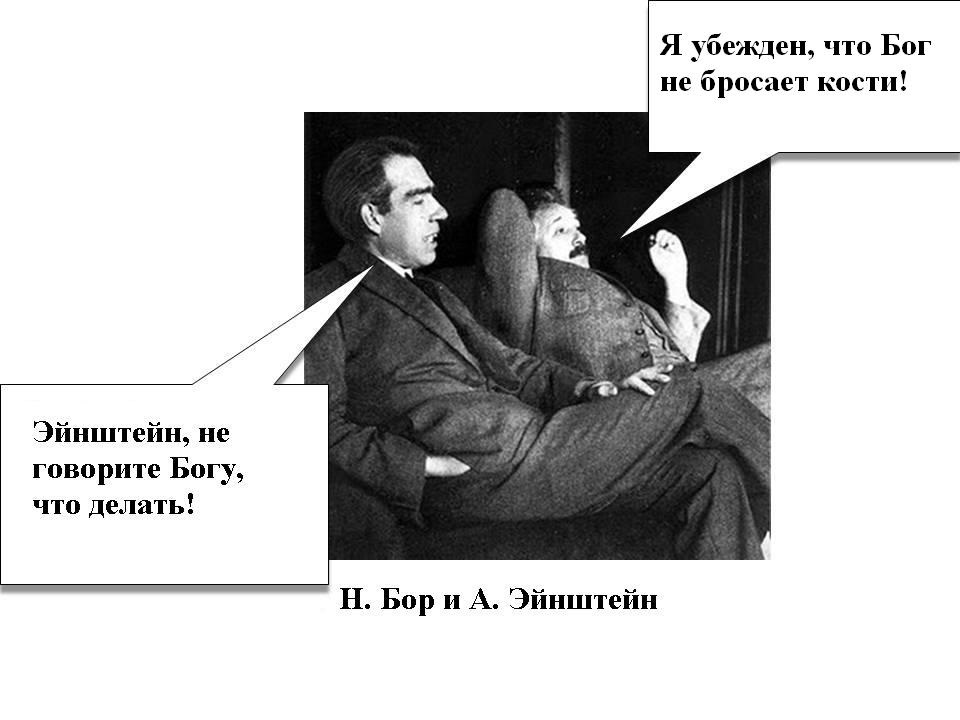 Я убежден, что Бог
не бросает кости!
Эйнштейн, не
говорите Богу,
что делать!
Н. Бор и А. Эйнштейн